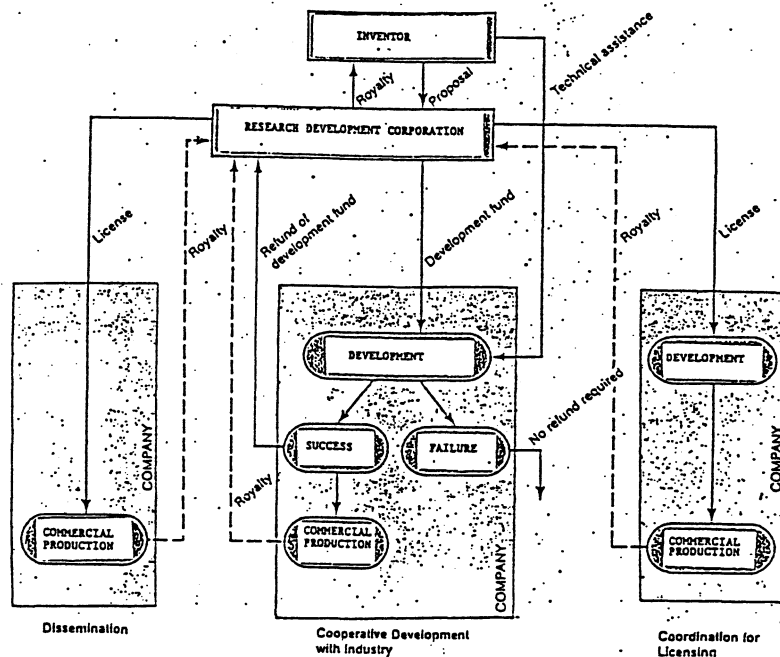 INVENTOR
Technical assistance
Royalty
Proposal
RESEARCH DEVELOPMENT CORPORATION
License
Royalty
Refund of
development fund
Development fund
Royalty
License
DEVELOPMENT
DEVELOPMENT
No refund required
SUCCESS
FAILURE
COMPANY
COMPANY
Royalty
COMMERCIAL
PRODUCTION
COMMERCIAL
PRODUCTION
COMMERCIAL
PRODUCTION
COMPANY
Dissemination
Cooperative Development
with Industry
Coordination for
Licensing